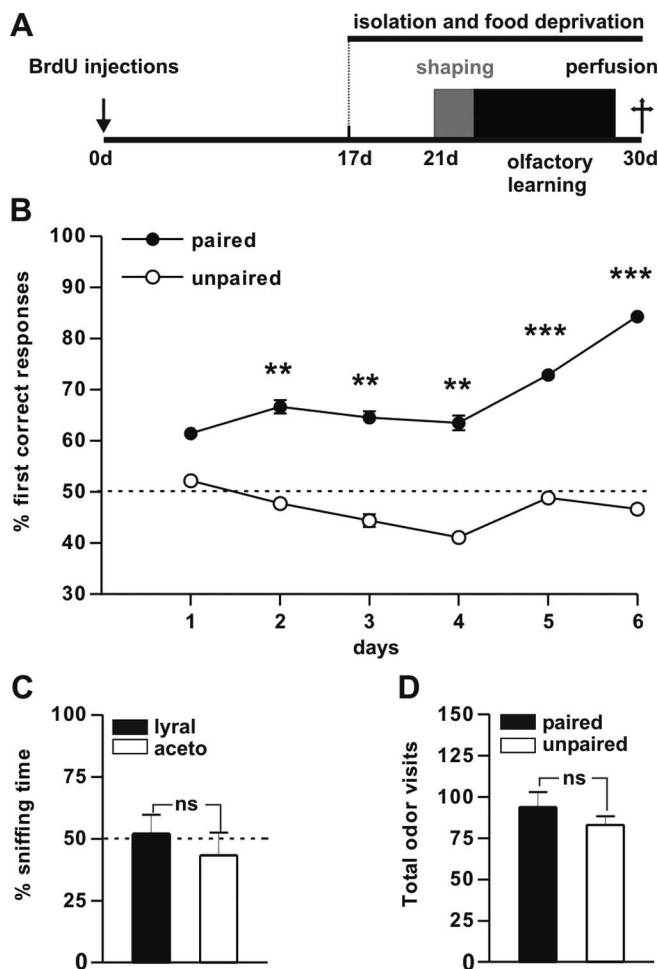 A
isolation and food deprivation
BrdU injections
shaping
perfusion
0d
17d
21d
olfactory
learning
30d
B
100
90
80
70
60
50
40
30
% first correct responses
paired
unpaired
**
**
**
***
***
1
2
3
4
5
6
days
C
100
75
50
25
0
% sniffing time
lyral
aceto
ns
D
150
125
100
75
50
25
0
Total odor visits
paired
unpaired
ns